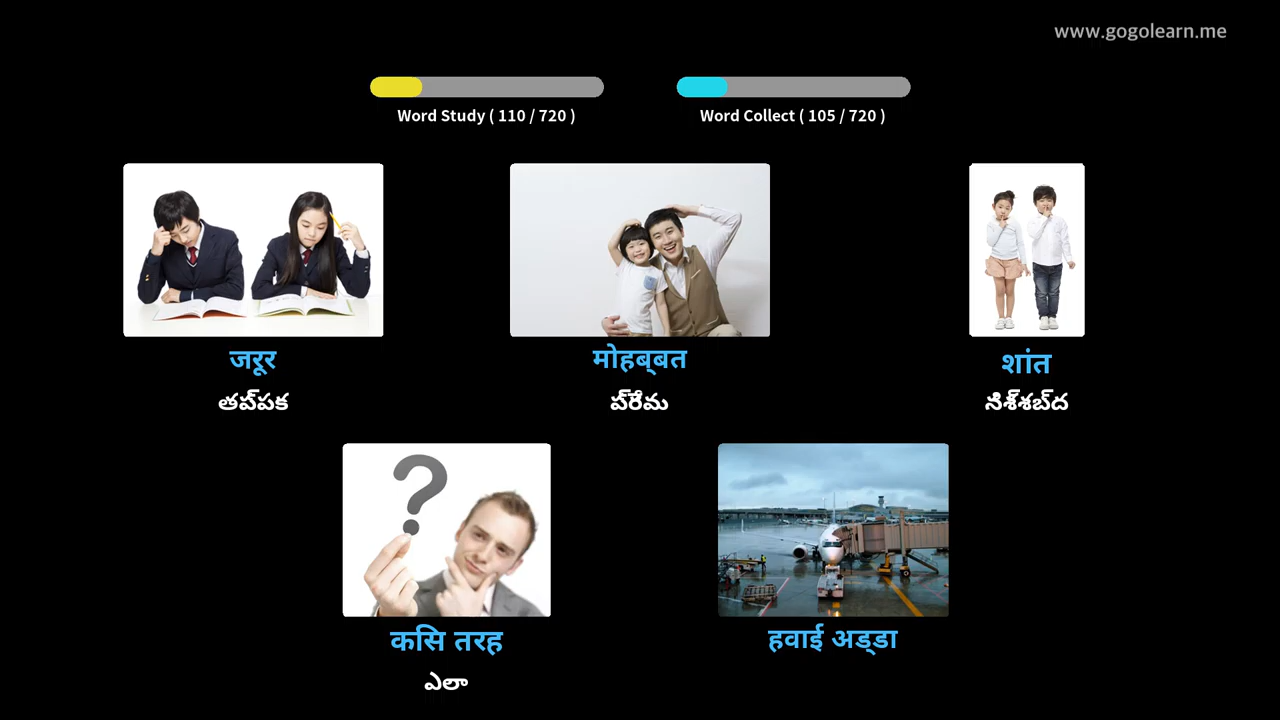 www.gogolearn.me
Word Study ( 110 / 720 )
Word Collect ( 105 / 720 )
जरूर
తప్పక
मोहब्बत
ప్రేమ
शांत
నిశ్శబ్ద
किस तरह
ఎలా
हवाई अड्डा